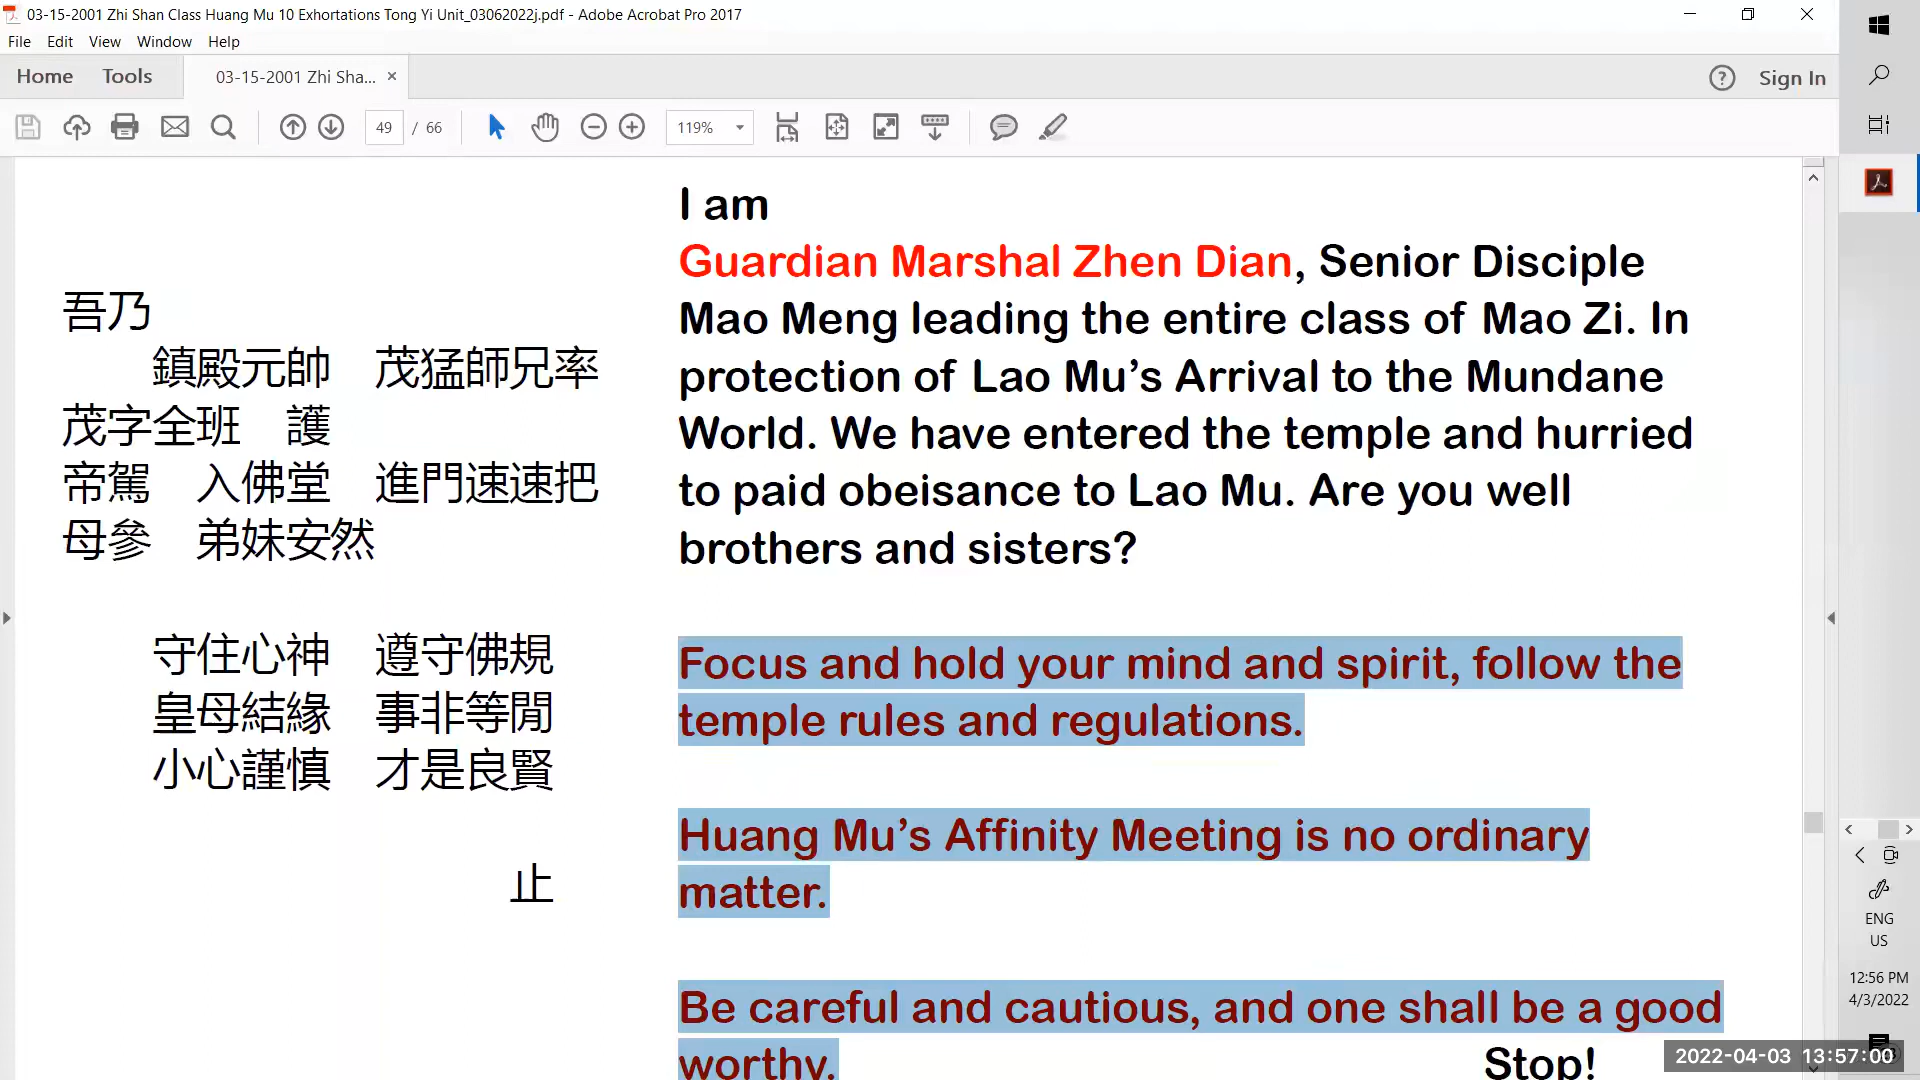 03-15-2001 Zhi Shan Class Huang Mu 10 Exhortations Tong Yi Unit_03062022j.pdf - Adobe Acrobat Pro 2017
File Edit View Window Help
Home Tools 03-15-2001 Zhi Sha... × Sign In
49 / 66 119%
吾乃
鎮殿元帥 茂猛師兄率
茂字全班 護
帝駕 入佛堂 進門速速把
母參 弟妹安然
守住心神 遵守佛規
皇母結緣 事非等閒
小心謹慎 才是良賢
止
I am
Guardian Marshal Zhen Dian, Senior Disciple
Mao Meng leading the entire class of Mao Zi. In
protection of Lao Mu’s Arrival to the Mundane
World. We have entered the temple and hurried
to paid obeisance to Lao Mu. Are you well
brothers and sisters?
Focus and hold your mind and spirit, follow the
temple rules and regulations.
Huang Mu’s Affinity Meeting is no ordinary
matter.
Be careful and cautious, and one shall be a good
worthy. Stop!
ENG
US
12:56 PM
4/3/2022
2022-04-03 13:57:00